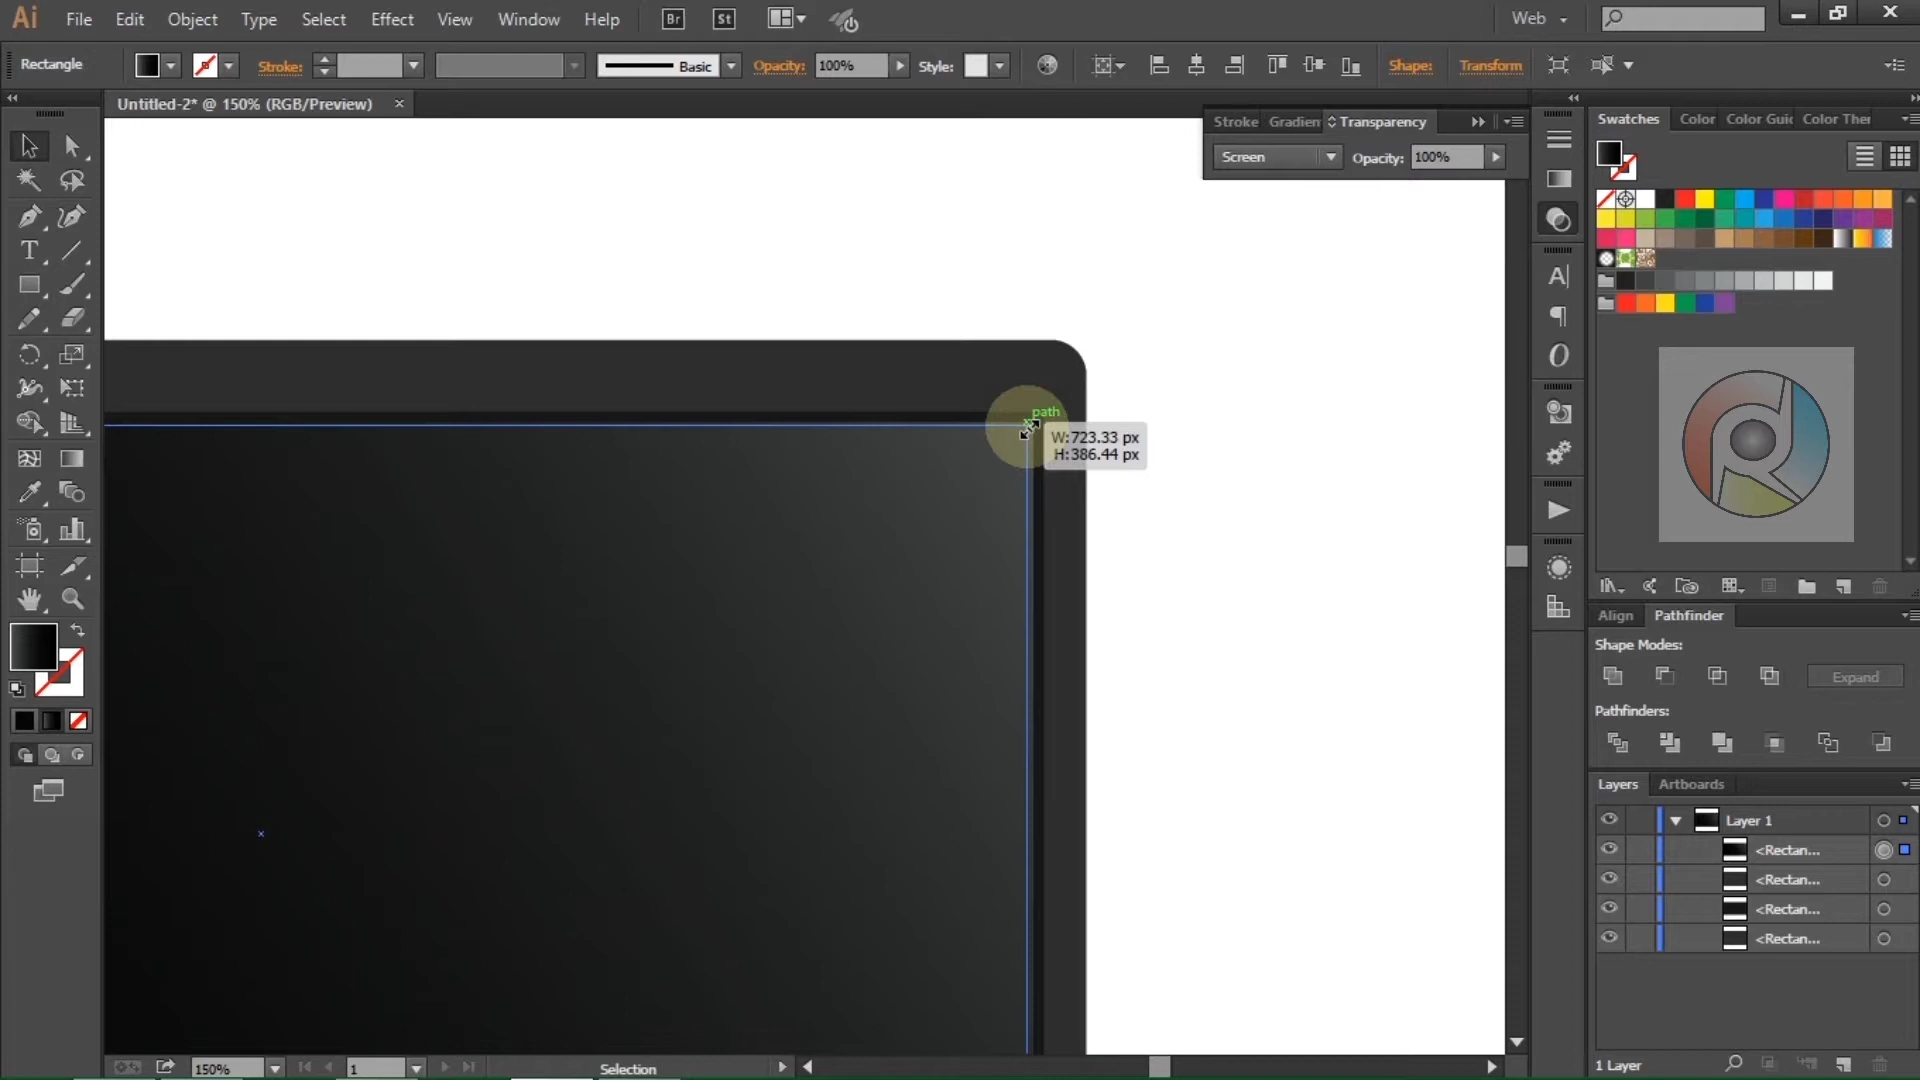 Ai File Edit Object Type Select Effect View Window Help Br St Web
Rectangle Stroke: Basic Opacity: 100% Style: Shape: Transform
Untitled-2* @ 150% (RGB/Preview)
Stroke Gradien Transparency
Screen Opacity: 100%
Swatches Color Color Guid Color Ther
path
W:723.33 px
H:386.44 px
Align Pathfinder
Shape Modes:
Expand
Pathfinders:
Layers Artboards
Layer 1
<Rectan...
<Rectan...
<Rectan...
<Rectan...
150% 1 Selection
1 Layer